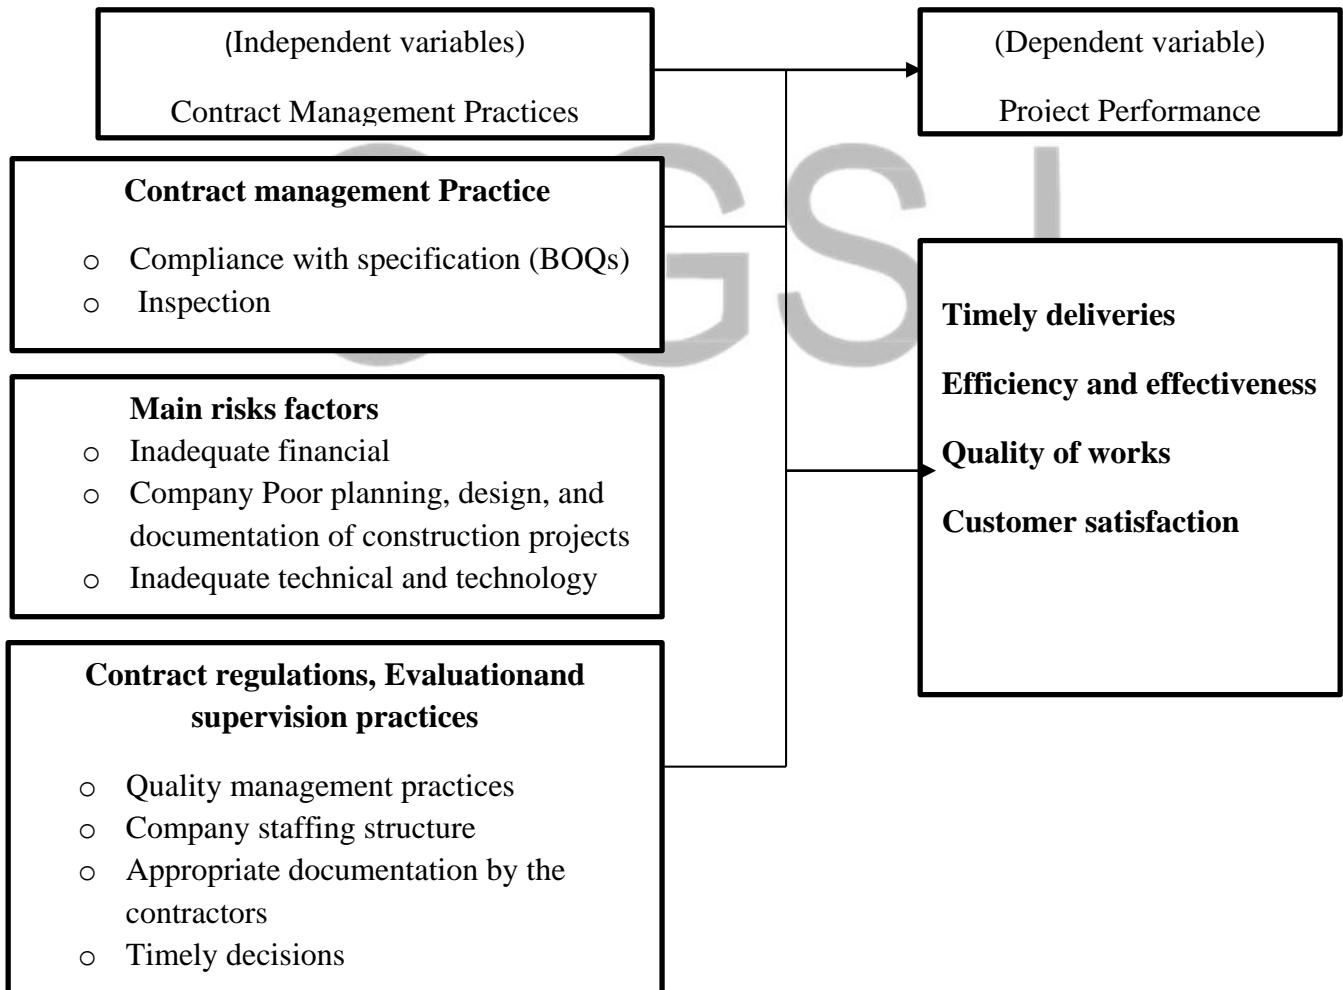 (Independent variables)
Contract Management Practices
(Dependent variable)
Project Performance
GSJ
Contract management Practice
o Compliance with specification (BOQs)
o Inspection
Main risks factors
o Inadequate financial
o Company Poor planning, design, and
documentation of construction projects
o Inadequate technical and technology
Contract regulations, Evaluationand
supervision practices
o Quality management practices
o Company staffing structure
o Appropriate documentation by the
contractors
o Timely decisions
Timely deliveries
Efficiency and effectiveness
Quality of works
Customer satisfaction